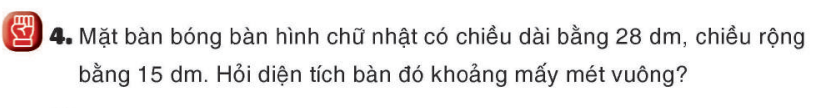 4. Mặt bàn bóng bàn hình chữ nhật có chiều dài bằng 28 dm, chiều rộng
bằng 15 dm. Hỏi diện tích bàn đó khoảng mấy mét vuông?